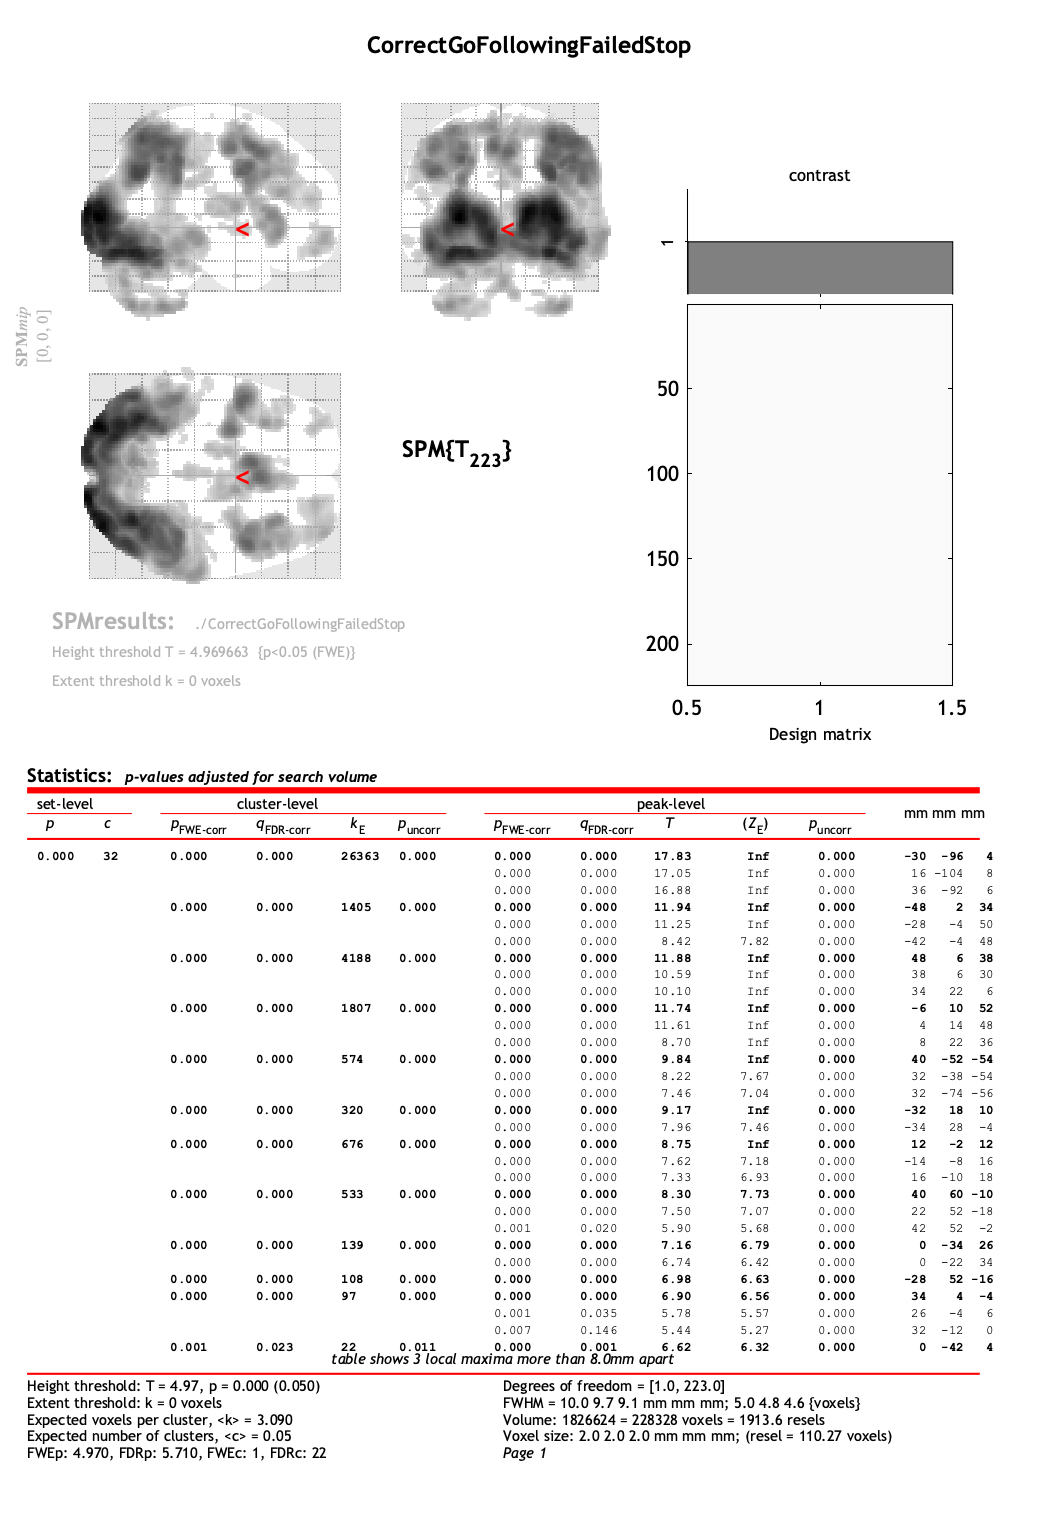 CorrectGoFollowingFailedStop
<
<
<
SPMmip
[0, 0, 0]
SPM{T223}
contrast
1
50
100
150
200
0.5 1 1.5
Design matrix
SPMresults: ./CorrectGoFollowingFailedStop
Height threshold T = 4.969663 {p<0.05 (FWE)}
Extent threshold k = 0 voxels
Statistics: p-values adjusted for search volume
set-level cluster-level peak-level mm mm mm
p c pFWE-corr qFDR-corr kE puncorr pFWE-corr qFDR-corr T (ZE) puncorr
0.000 32 0.000 0.000 26363 0.000 0.000 0.000 17.83 Inf 0.000 -30 -96 4
0.000 0.000 17.05 Inf 0.000 16 -104 8
0.000 0.000 16.88 Inf 0.000 36 -92 6
0.000 0.000 1405 0.000 0.000 0.000 11.94 Inf 0.000 -48 2 34
0.000 0.000 11.25 Inf 0.000 -28 -4 50
0.000 0.000 8.42 7.82 0.000 -42 -4 48
0.000 0.000 4188 0.000 0.000 0.000 11.88 Inf 0.000 48 6 38
0.000 0.000 10.59 Inf 0.000 38 6 30
0.000 0.000 10.10 Inf 0.000 34 22 6
0.000 0.000 1807 0.000 0.000 0.000 11.74 Inf 0.000 -6 10 52
0.000 0.000 11.61 Inf 0.000 4 14 48
0.000 0.000 8.70 Inf 0.000 8 22 36
0.000 0.000 574 0.000 0.000 0.000 9.84 Inf 0.000 40 -52 -54
0.000 0.000 8.22 7.67 0.000 32 -38 -54
0.000 0.000 7.46 7.04 0.000 32 -74 -56
0.000 0.000 320 0.000 0.000 0.000 9.17 Inf 0.000 -32 18 10
0.000 0.000 7.96 7.46 0.000 -34 28 -4
0.000 0.000 676 0.000 0.000 0.000 8.75 Inf 0.000 12 -2 12
0.000 0.000 7.62 7.18 0.000 -14 -8 16
0.000 0.000 7.33 6.93 0.000 16 -10 18
0.000 0.000 533 0.000 0.000 0.000 8.30 7.73 0.000 40 60 -10
0.000 0.000 7.50 7.07 0.000 22 52 -18
0.001 0.020 5.90 5.68 0.000 42 52 -2
0.000 0.000 139 0.000 0.000 0.000 7.16 6.79 0.000 0 -34 26
0.000 0.000 6.74 6.42 0.000 0 -22 34
0.000 0.000 108 0.000 0.000 0.000 6.98 6.63 0.000 -28 52 -16
0.000 0.000 97 0.000 0.000 0.000 6.90 6.56 0.000 34 4 -4
0.001 0.035 5.78 5.57 0.000 26 -4 6
0.007 0.146 5.44 5.27 0.000 32 -12 0
0.001 0.023 22 0.011 0.000 0.001 6.62 6.32 0.000 0 -42 4
table shows 3 local maxima more than 8.0mm apart
Height threshold: T = 4.97, p = 0.000 (0.050)
Extent threshold: k = 0 voxels
Expected voxels per cluster, <k> = 3.090
Expected number of clusters, <c> = 0.05
FWEp: 4.970, FDRp: 5.710, FWEc: 1, FDRc: 22
Degrees of freedom = [1.0, 223.0]
FWHM = 10.0 9.7 9.1 mm mm mm; 5.0 4.8 4.6 {voxels}
Volume: 1826624 = 228328 voxels = 1913.6 resels
Voxel size: 2.0 2.0 2.0 mm mm mm; (resel = 110.27 voxels)
Page 1